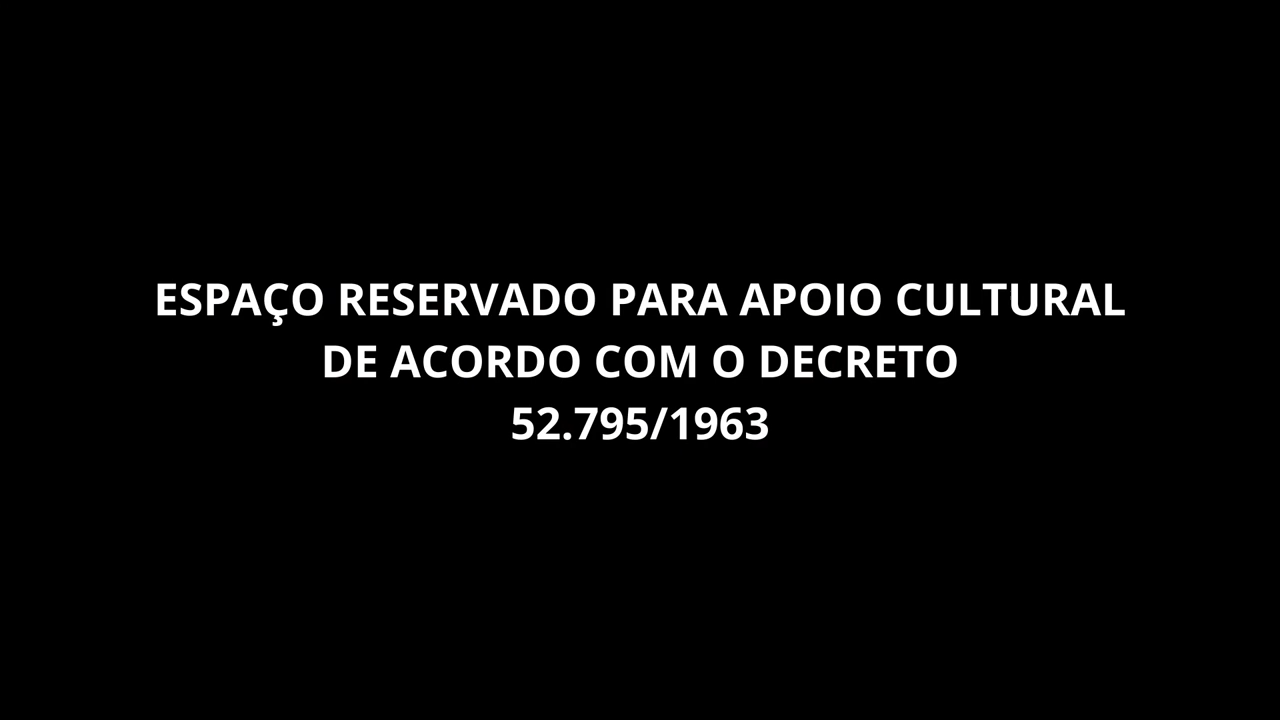 ESPAÇO RESERVADO PARA APOIO CULTURAL
DE ACORDO COM O DECRETO
52.795/1963